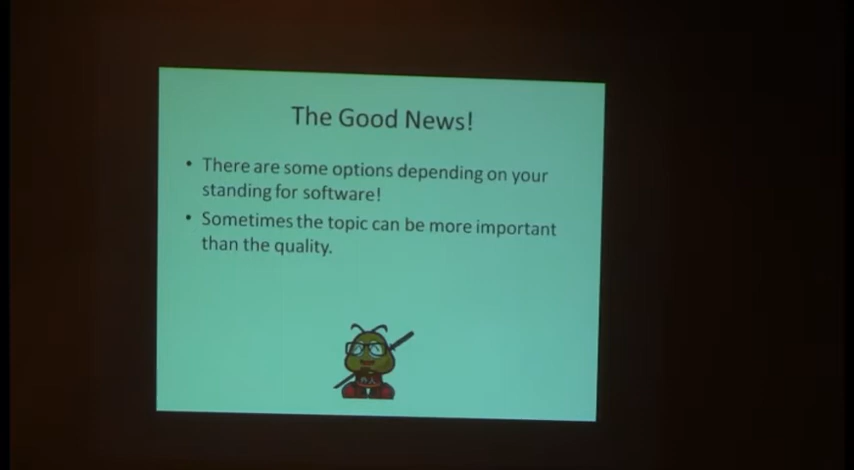 The Good News!
• There are some options depending on your
standing for software!
• Sometimes the topic can be more important
than the quality.